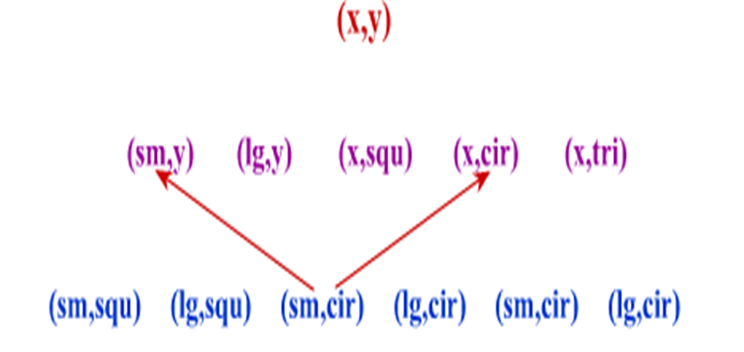 (x,y)
(sm,y) (lg,y) (x,squ) (x,cir) (x,tri)
(sm,squ) (lg,squ) (sm,cir) (lg,cir) (sm,cir) (lg,cir)